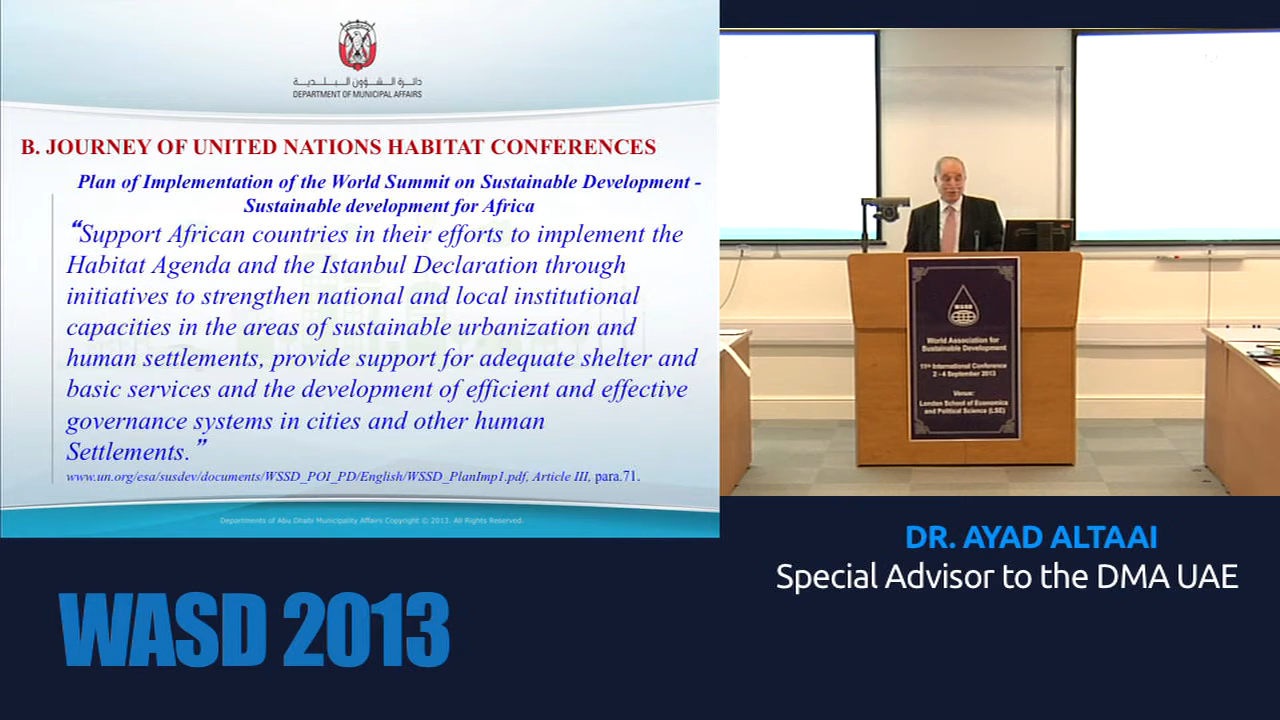 دائرة الشؤون البلدية
DEPARTMENT OF MUNICIPAL AFFAIRS
B. JOURNEY OF UNITED NATIONS HABITAT CONFERENCES
Plan of Implementation of the World Summit on Sustainable Development -
Sustainable development for Africa
“Support African countries in their efforts to implement the
Habitat Agenda and the Istanbul Declaration through
initiatives to strengthen national and local institutional
capacities in the areas of sustainable urbanization and
human settlements, provide support for adequate shelter and
basic services and the development of efficient and effective
governance systems in cities and other human
Settlements.”
www.un.org/esa/susdev/documents/WSSD_POI_PD/English/WSSD_PlanImp1.pdf, Article III, para.71.
Departments of Abu Dhabi Municipality Affairs Copyright © 2013. All Rights Reserved.
WASD
World Association for
Sustainable Development
11th International Conference
2 - 4 September 2013
Venue:
London School of Economics
and Political Science (LSE)
DR. AYAD ALTAAI
Special Advisor to the DMA UAE
WASD 2013